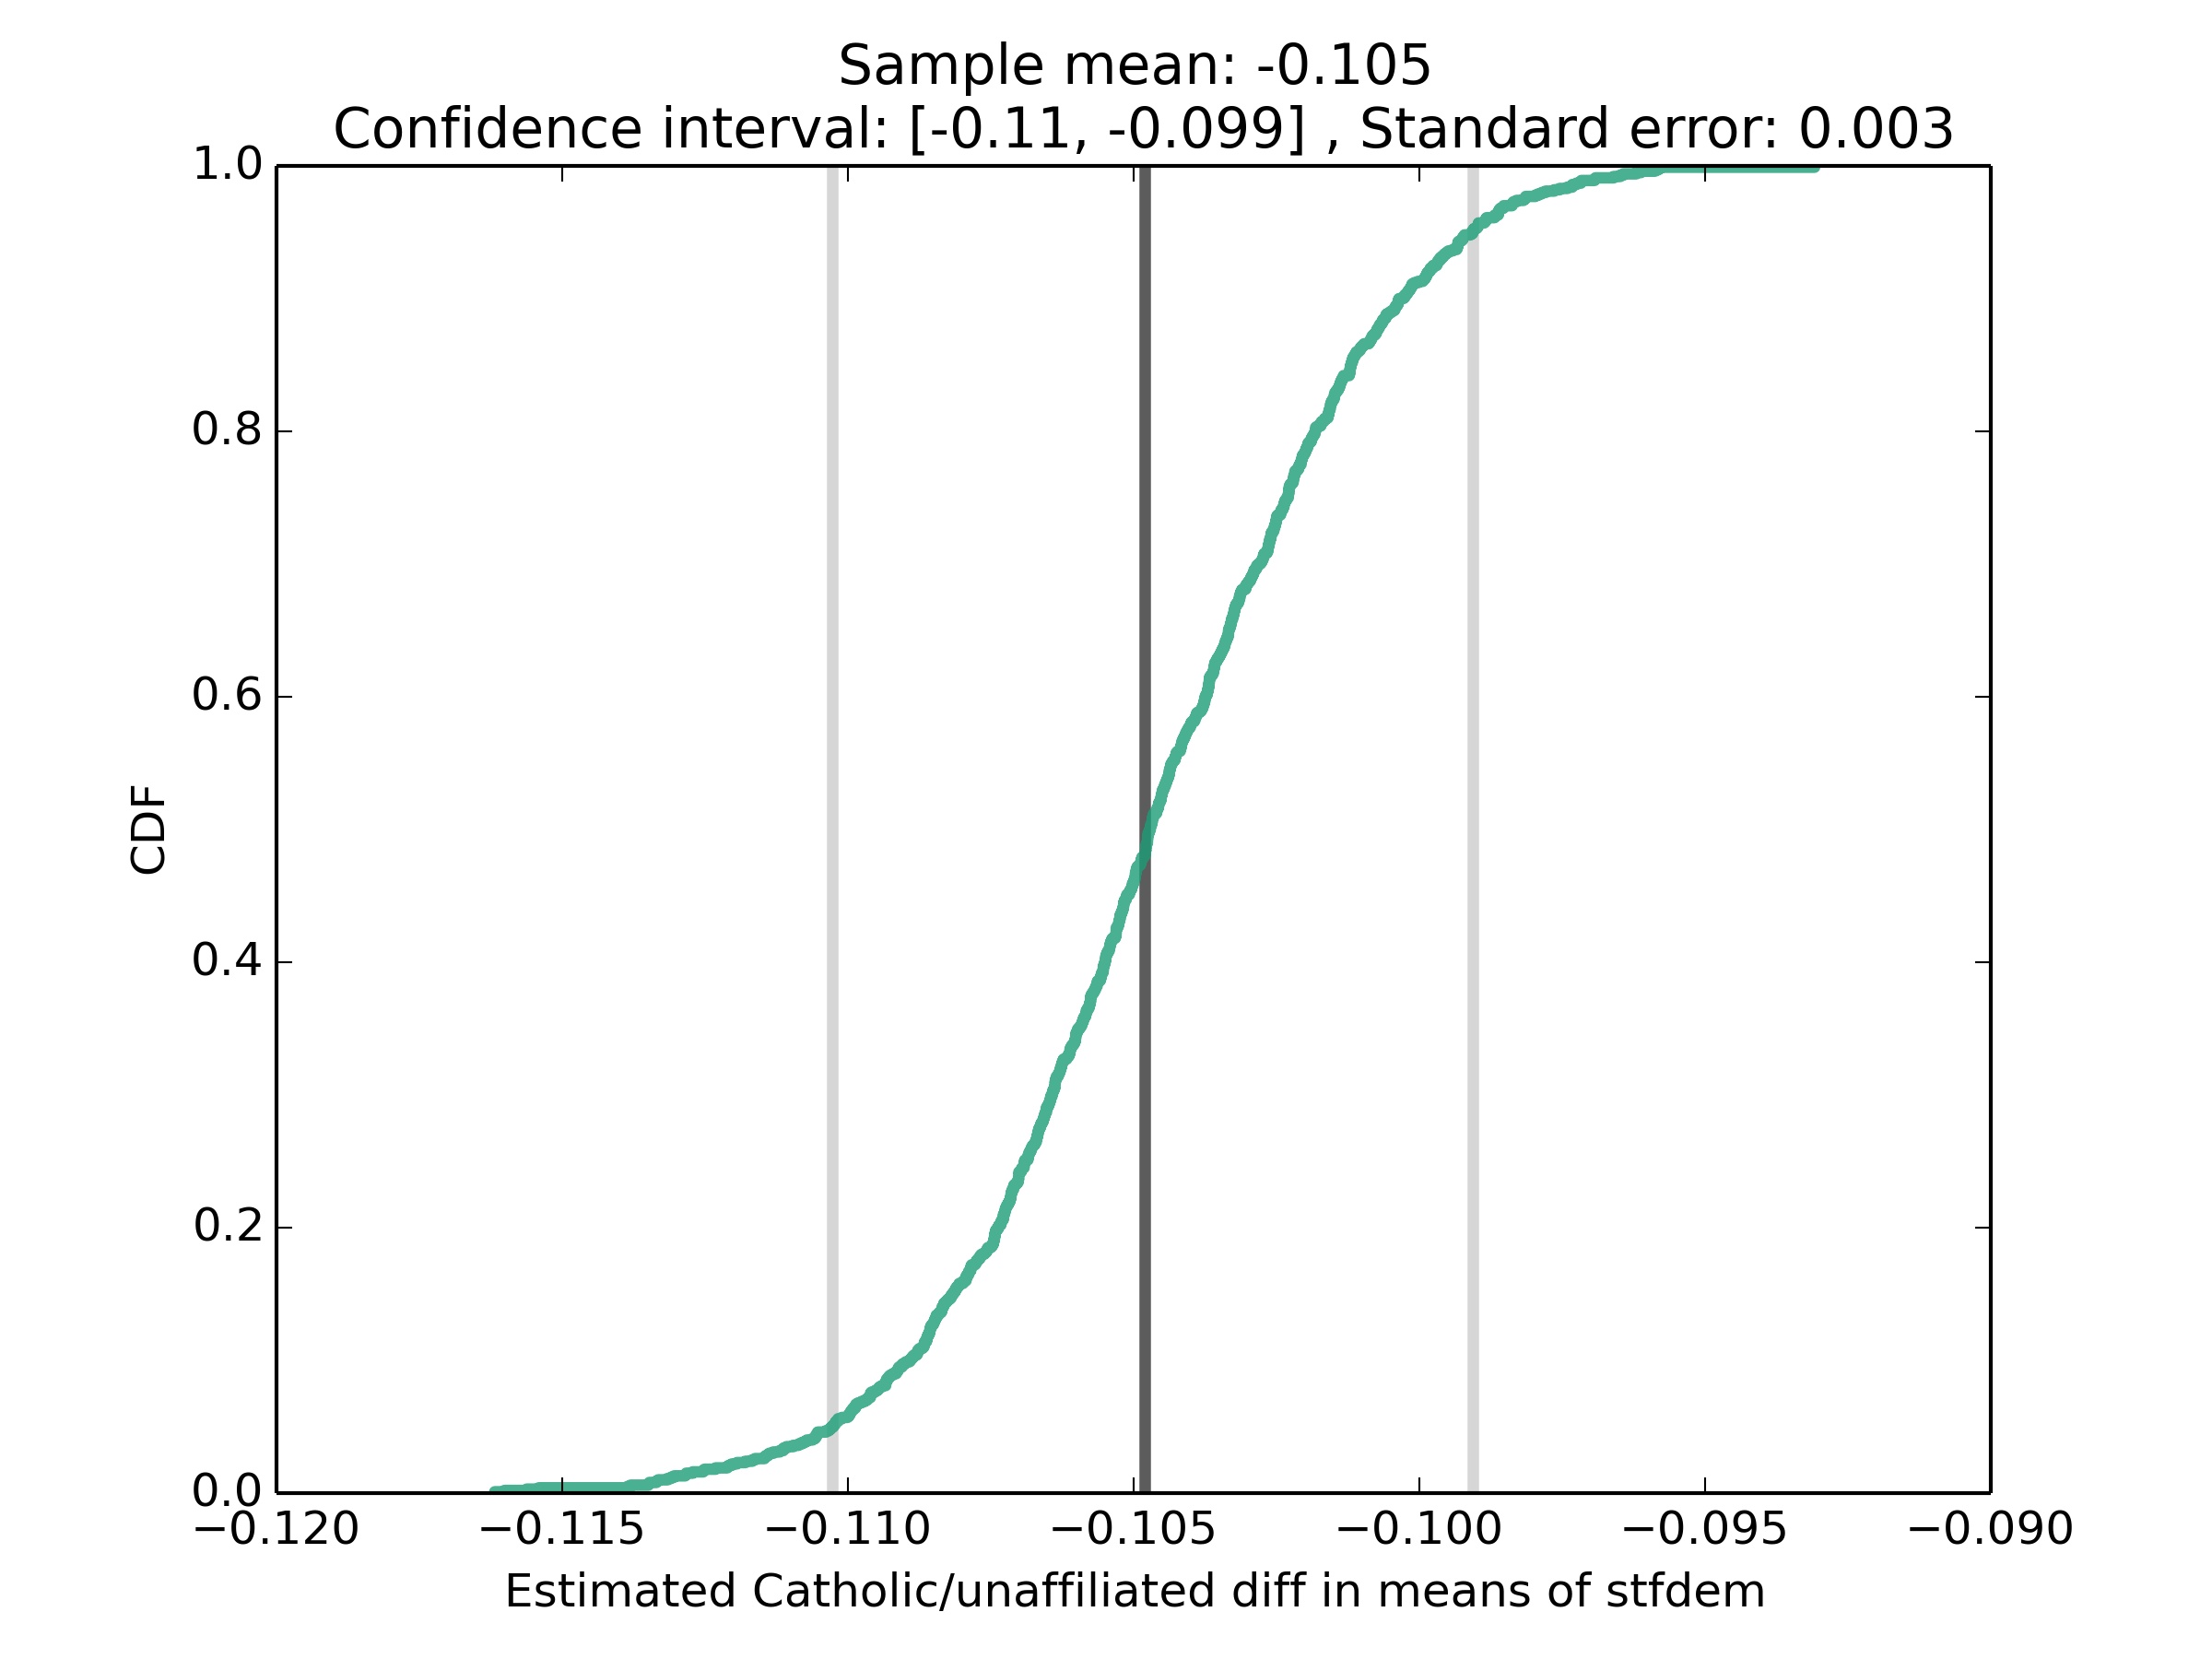 Sample mean: -0.105
Confidence interval: [-0.11, -0.099] , Standard error: 0.003
1.0
0.8
0.6
0.4
0.2
0.0
CDF
−0.120 −0.115 −0.110 −0.105 −0.100 −0.095 −0.090
Estimated Catholic/unaffiliated diff in means of stfdem